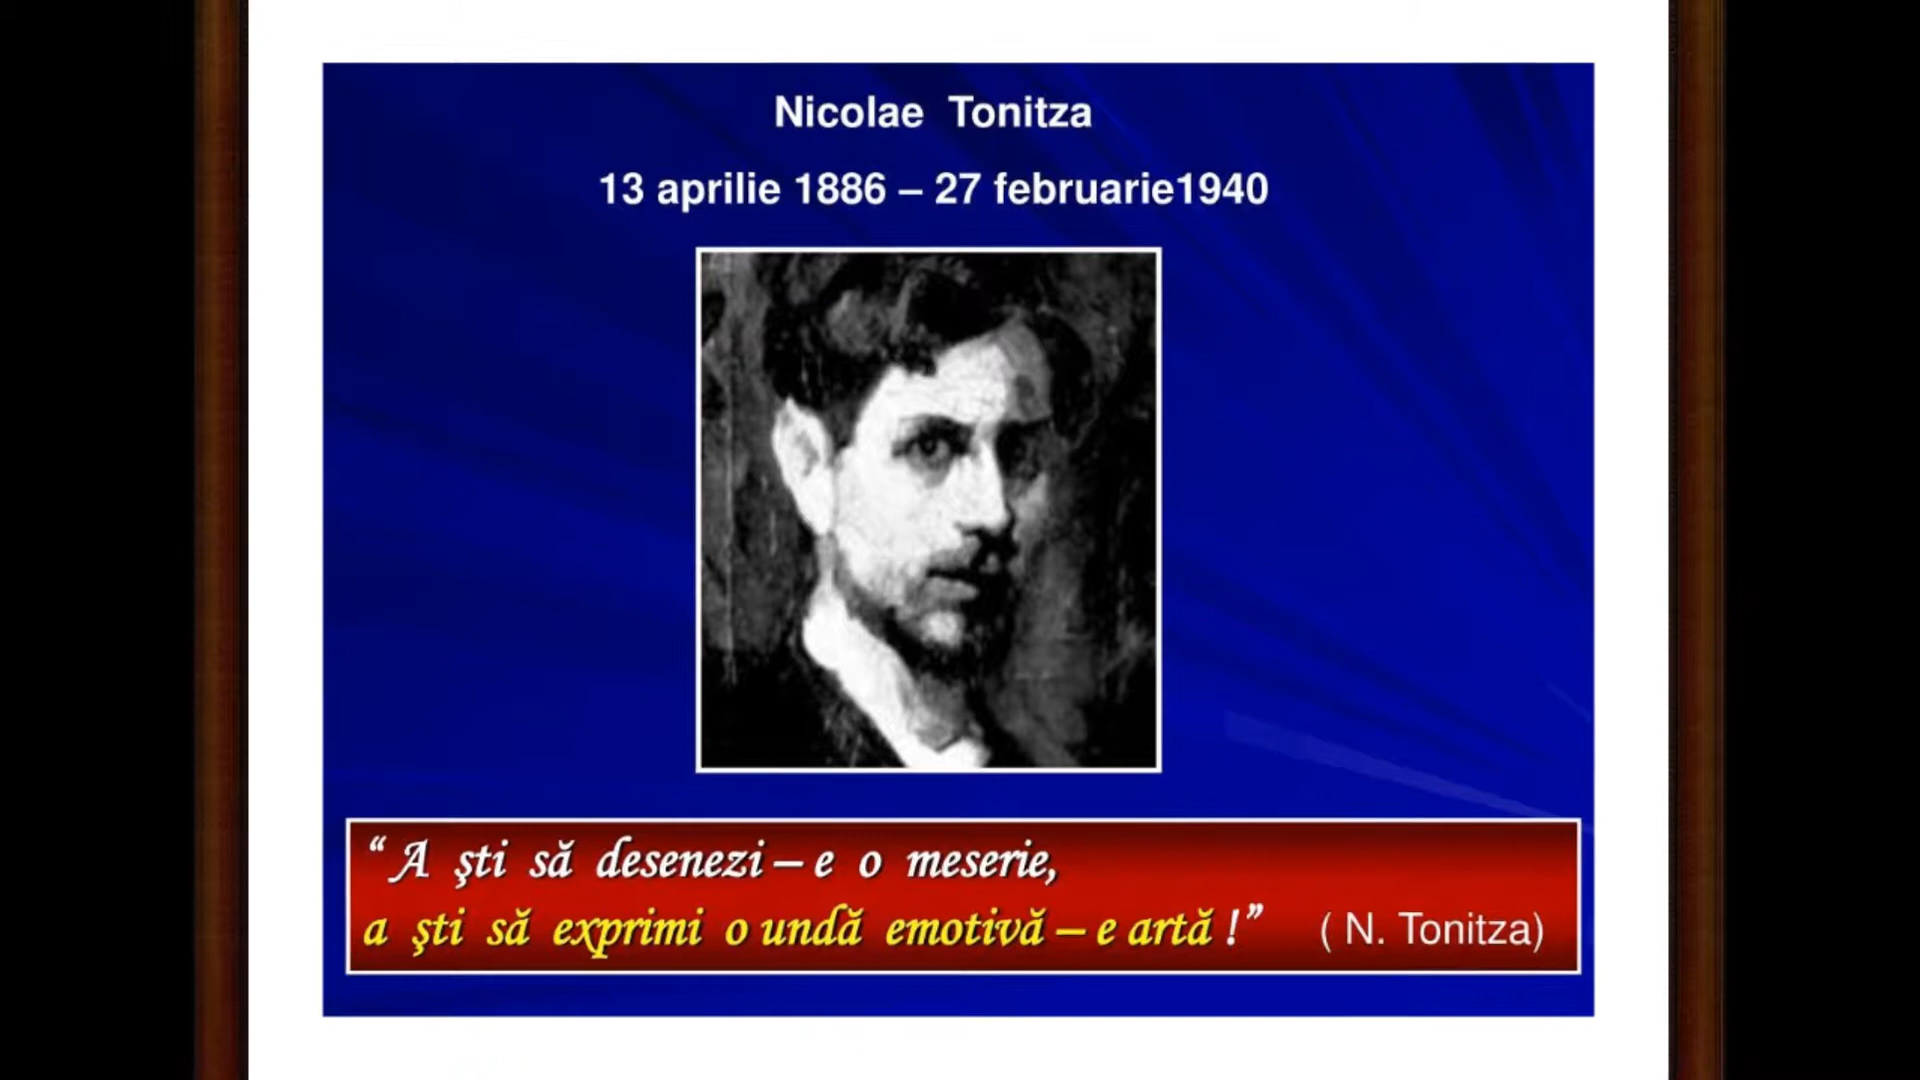 Nicolae Tonitza
13 aprilie 1886 – 27 februarie1940
“A şti să desenezi – e o meserie,
a şti să exprimi o undă emotivă – e artă !” ( N. Tonitza)